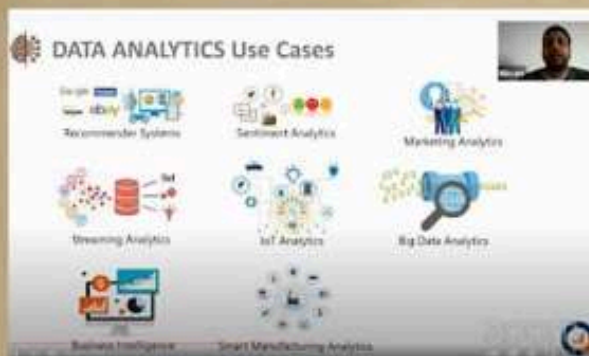 DATA ANALYTICS Use Cases
Google
ebay
Recommender Systems
Sentiment Analytics
Marketing Analytics
Streaming Analytics
IoT Analytics
Big Data Analytics
Business Intelligence
Smart Manufacturing Analytics